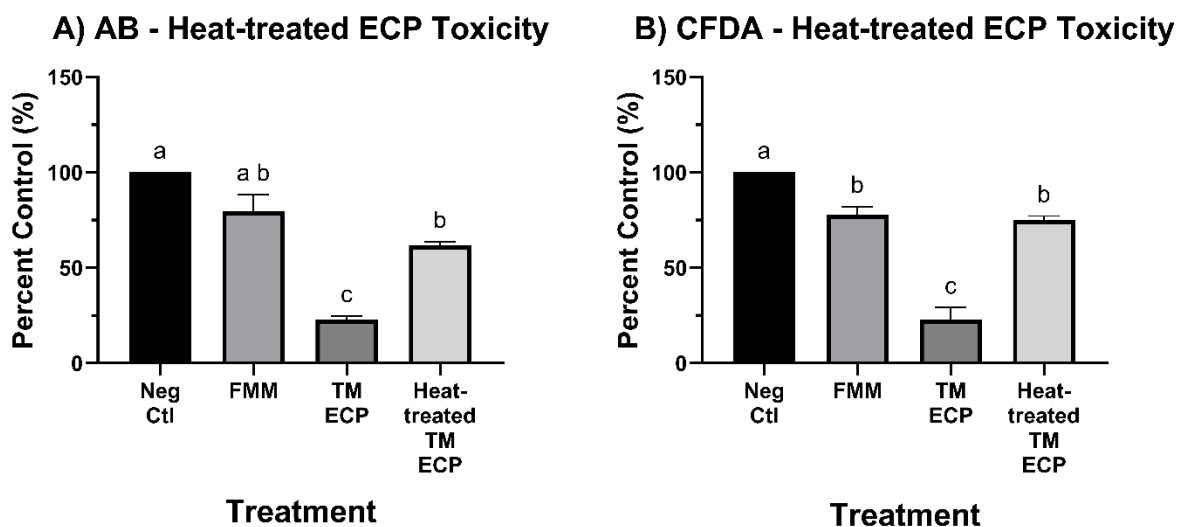 A) AB - Heat-treated ECP Toxicity
Percent Control (%)
150
100
50
0
a
a b
c
b
Neg
Ctl
FMM
TM
ECP
Heat-
treated
TM
ECP
Treatment
B) CFDA - Heat-treated ECP Toxicity
Percent Control (%)
150
100
50
0
a
b
c
b
Neg
Ctl
FMM
TM
ECP
Heat-
treated
TM
ECP
Treatment